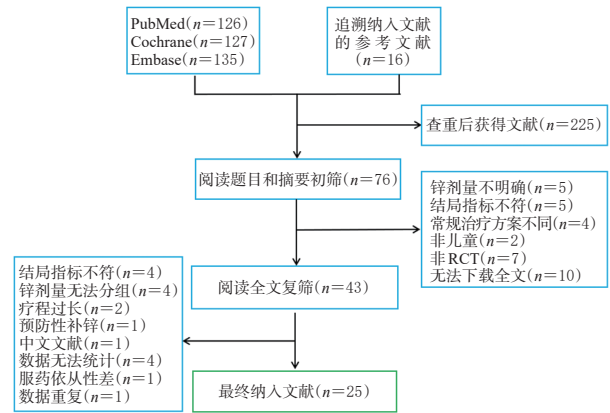 PubMed(n=126)
Cochrane(n=127)
Embase(n=135)
追溯纳入文献
的参考文献
(n=16)
查重后获得文献(n=225)
阅读题目和摘要初筛(n=76)
锌剂量不明确(n=5)
结局指标不符(n=5)
常规治疗方案不同(n=4)
非儿童(n=2)
非RCT(n=7)
无法下载全文(n=10)
阅读全文复筛(n=43)
结局指标不符(n=4)
锌剂量无法分组(n=4)
疗程过长(n=2)
预防性补锌(n=1)
中文文献(n=1)
数据无法统计(n=4)
服药依从性差(n=1)
数据重复(n=1)
最终纳入文献(n=25)